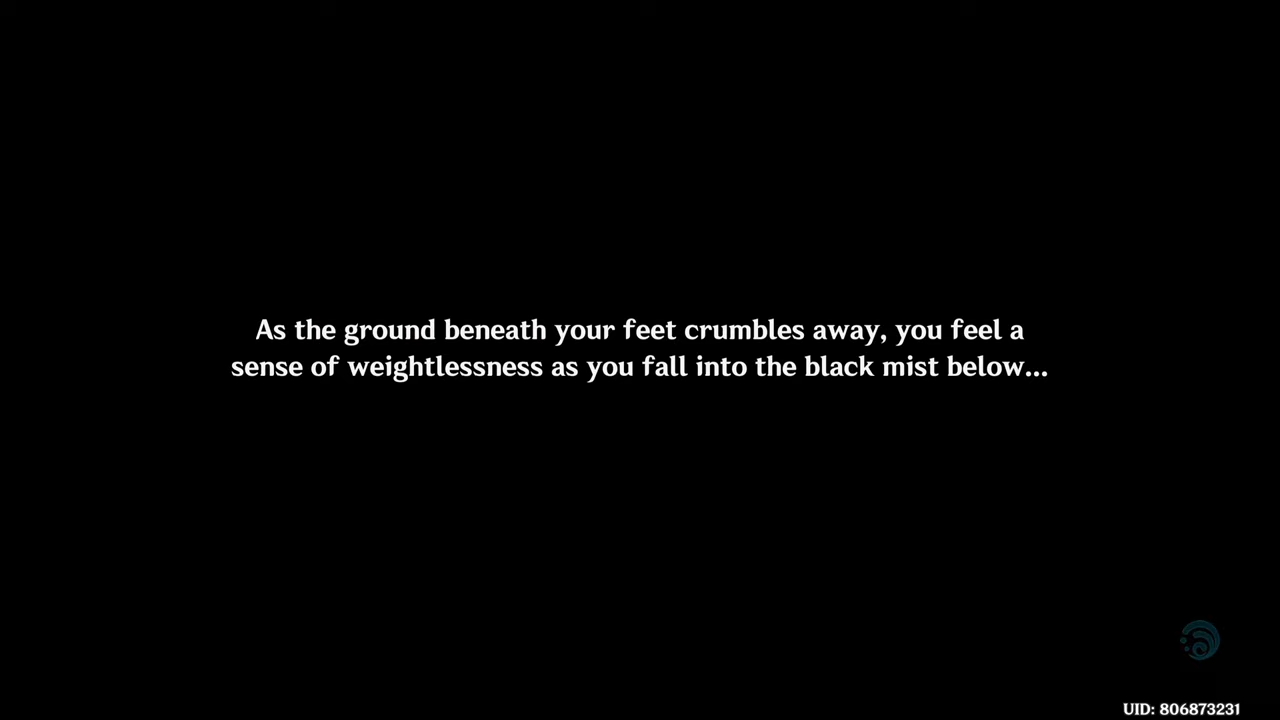 As the ground beneath your feet crumbles away, you feel a
sense of weightlessness as you fall into the black mist below...
UID: 806873231